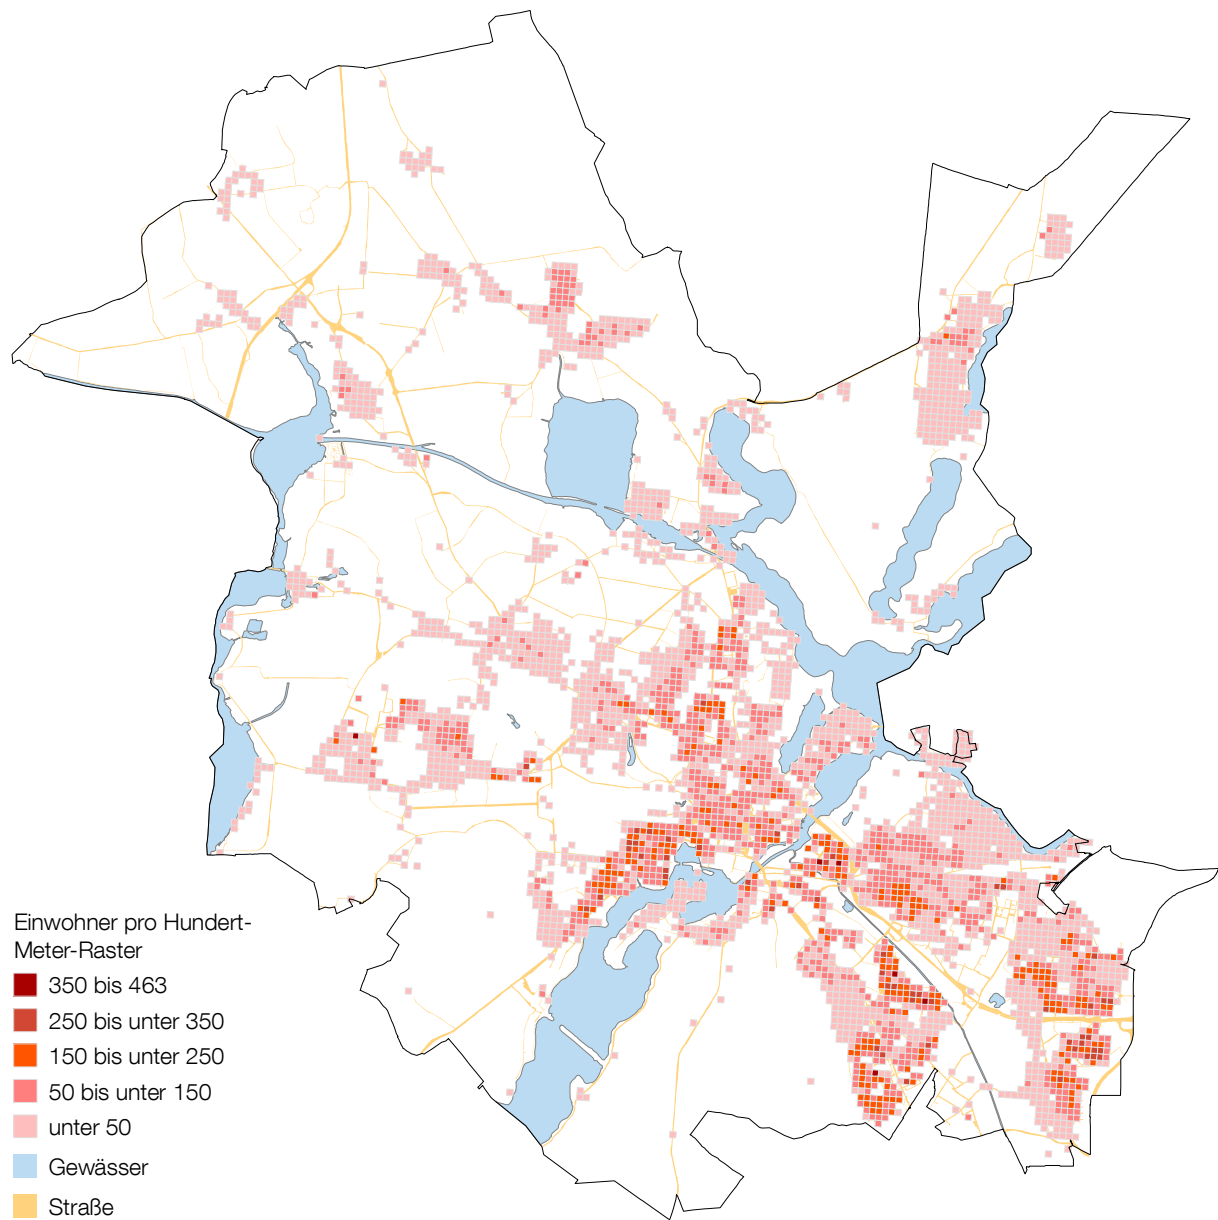 Einwohner pro Hundert-
Meter-Raster
350 bis 463
250 bis unter 350
150 bis unter 250
50 bis unter 150
unter 50
Gewässer
Straße